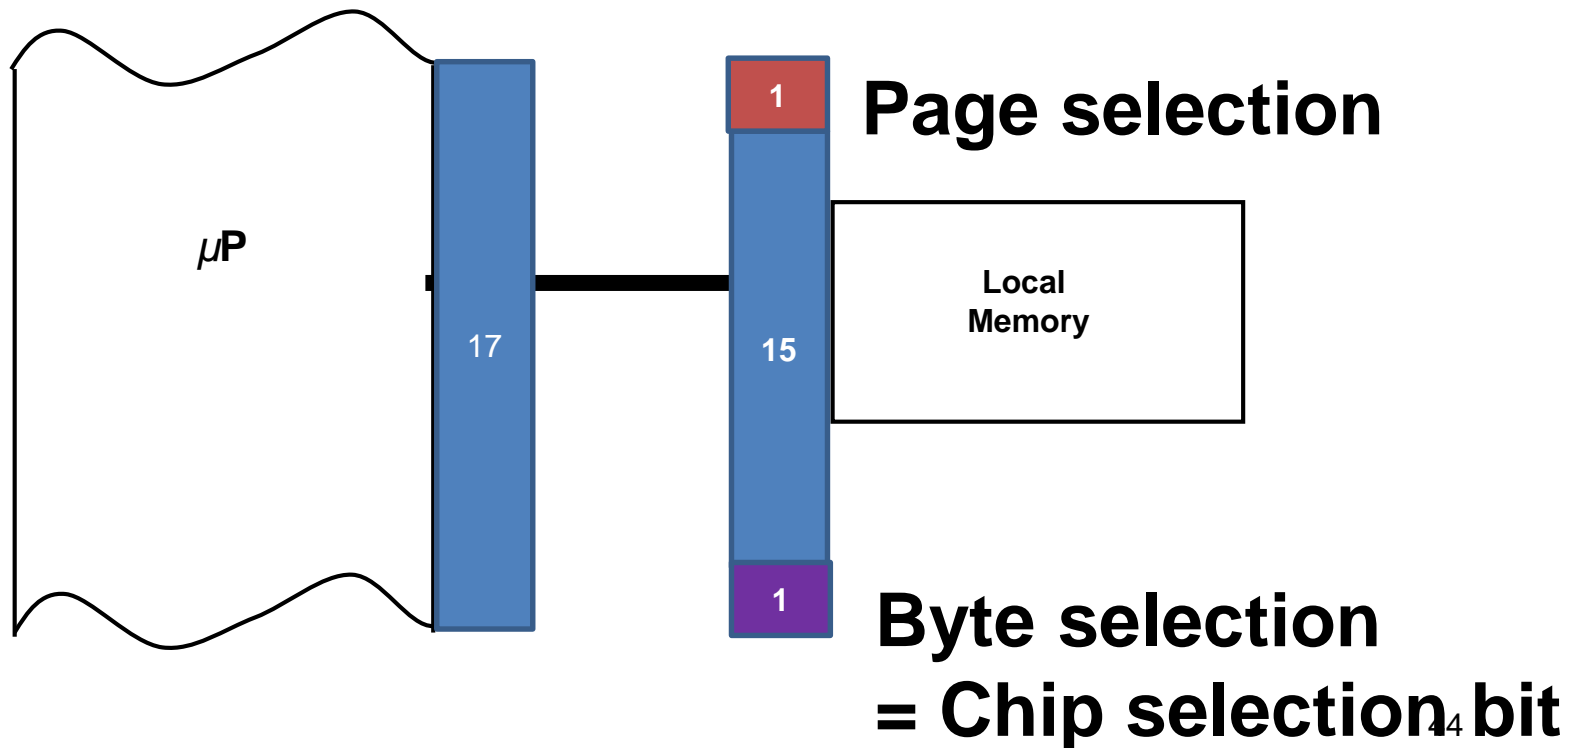 1
Page selection
μP
Local
Memory
17
15
1
Byte selection
= Chip selection bit
44